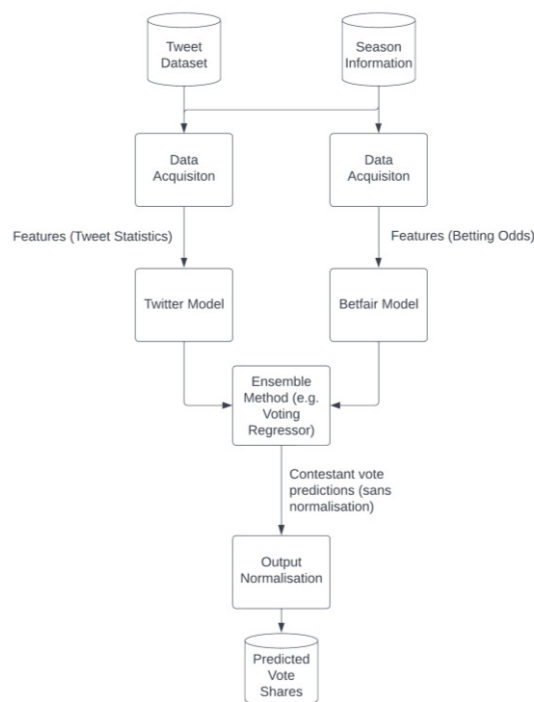 Tweet
Dataset
Season
Information
Data
Acquisiton
Data
Acquisiton
Features (Tweet Statistics)
Features (Betting Odds)
Twitter Model
Betfair Model
Ensemble
Method (e.g.
Voting
Regressor)
Contestant vote
predictions (sans
normalisation)
Output
Normalisation
Predicted
Vote
Shares